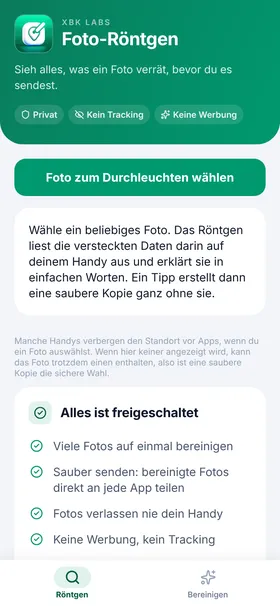 XBK LABS
Foto-Röntgen
Sieh alles, was ein Foto verrät, bevor du es
sendest.
Privat
Kein Tracking
Keine Werbung
Foto zum Durchleuchten wählen
Wähle ein beliebiges Foto. Das Röntgen
liest die versteckten Daten darin auf
deinem Handy aus und erklärt sie in
einfachen Worten. Ein Tipp erstellt dann
eine saubere Kopie ganz ohne sie.
Manche Handys verbergen den Standort vor Apps, wenn du
ein Foto auswählst. Wenn hier keiner angezeigt wird, kann
das Foto trotzdem einen enthalten, also ist eine saubere
Kopie die sichere Wahl.
Alles ist freigeschaltet
Viele Fotos auf einmal bereinigen
Sauber senden: bereinigte Fotos
direkt an jede App teilen
Fotos verlassen nie dein Handy
Keine Werbung, kein Tracking
Röntgen
Bereinigen